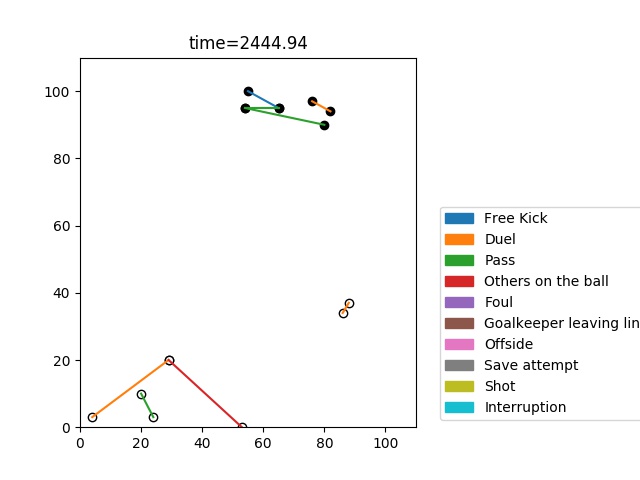 time=2444.94
100
80
60
40
20
0
0 20 40 60 80 100
Free Kick
Duel
Pass
Others on the ball
Foul
Goalkeeper leaving lin
Offside
Save attempt
Shot
Interruption